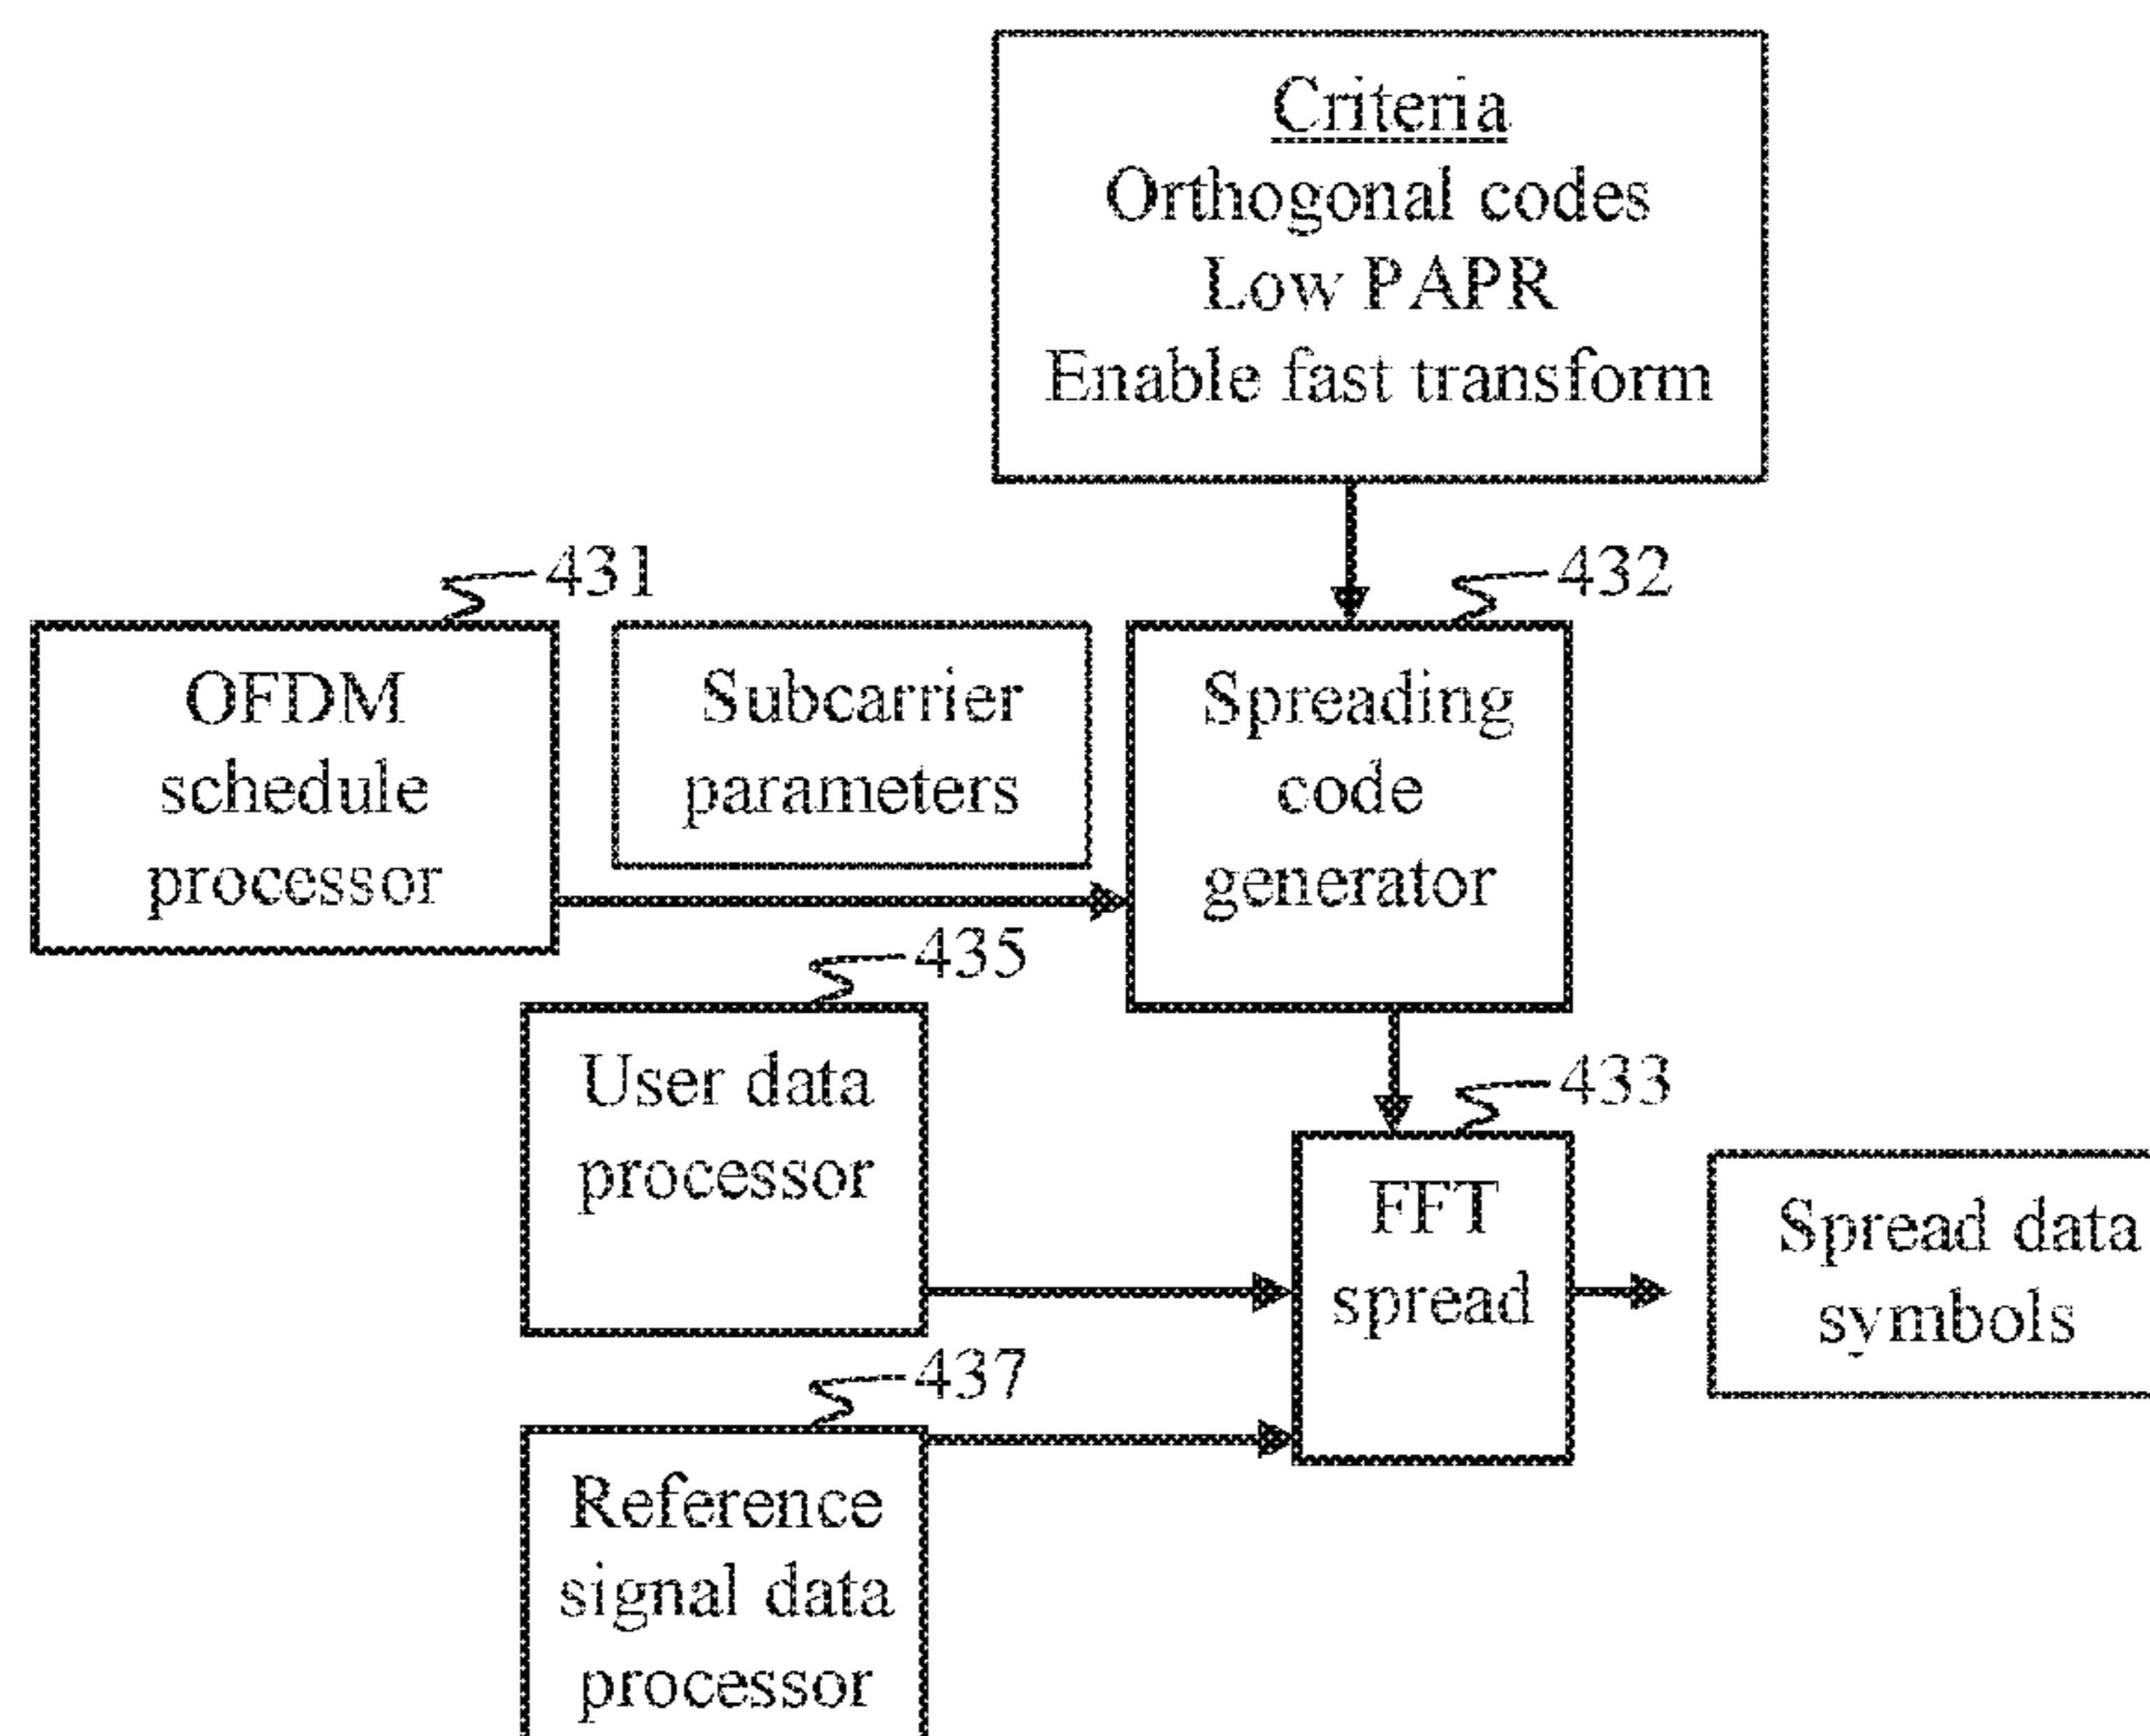 Criteria
Orthogonal codes
Low PAPR
Enable fast transform
431
432
OFDM
schedule
processor
Subcarrier
parameters
Spreading
code
generator
435
User data
processor
433
FFT
spread
Spread data
symbols
437
Reference
signal data
processor